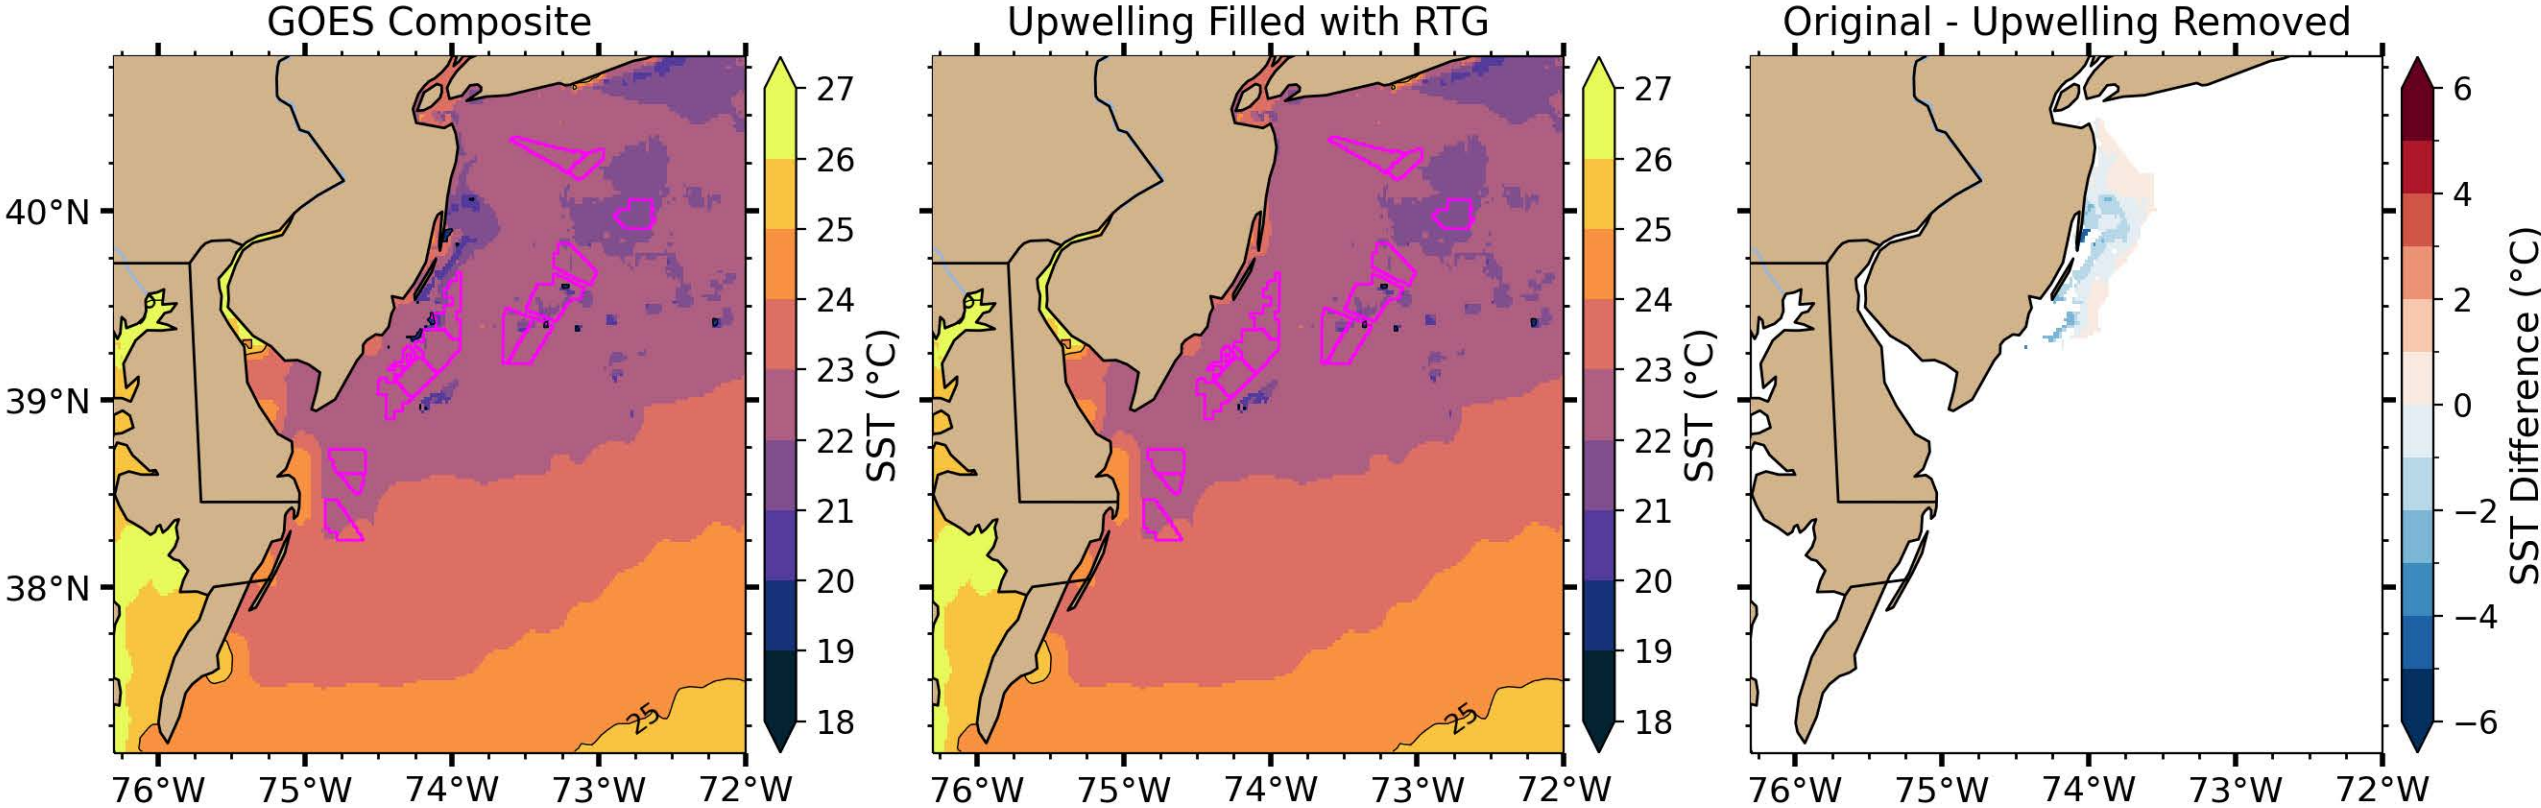 GOES Composite
Upwelling Filled with RTG
Original - Upwelling Removed
40°N
39°N
38°N
25
76°W 75°W 74°W 73°W 72°W
27
26
25
24
23
22
21
20
19
18
SST (°C)
25
76°W 75°W 74°W 73°W 72°W
27
26
25
24
23
22
21
20
19
18
SST (°C)
76°W 75°W 74°W 73°W 72°W
6
4
2
0
−2
−4
−6
SST Difference (°C)